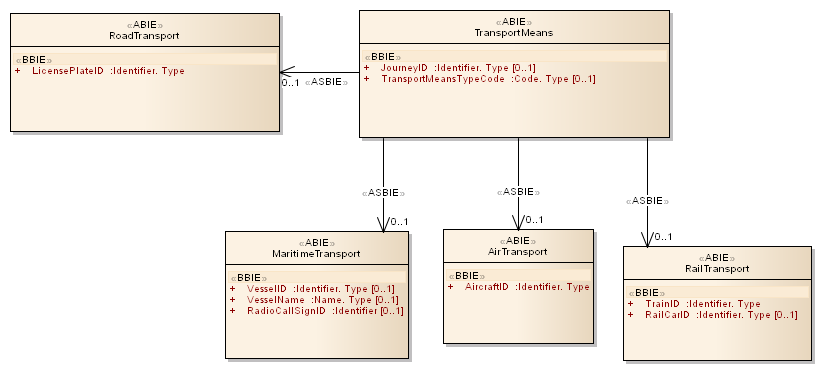 «ABIE»
RoadTransport
«BBIE»
+ LicensePlateID :Identifier. Type
«ABIE»
TransportMeans
«BBIE»
+ JourneyID :Identifier. Type [0..1]
+ TransportMeansTypeCode :Code. Type [0..1]
0..1 «ASBIE»
«ASBIE»
0..1
«ASBIE»
0..1
«ASBIE»
0..1
«ABIE»
MaritimeTransport
«BBIE»
+ VesselID :Identifier. Type [0..1]
+ VesselName :Name. Type [0..1]
+ RadioCallSignID :Identifier [0..1]
«ABIE»
AirTransport
«BBIE»
+ AircraftID :Identifier. Type
«ABIE»
RailTransport
«BBIE»
+ TrainID :Identifier. Type
+ RailCarID :Identifier. Type [0..1]